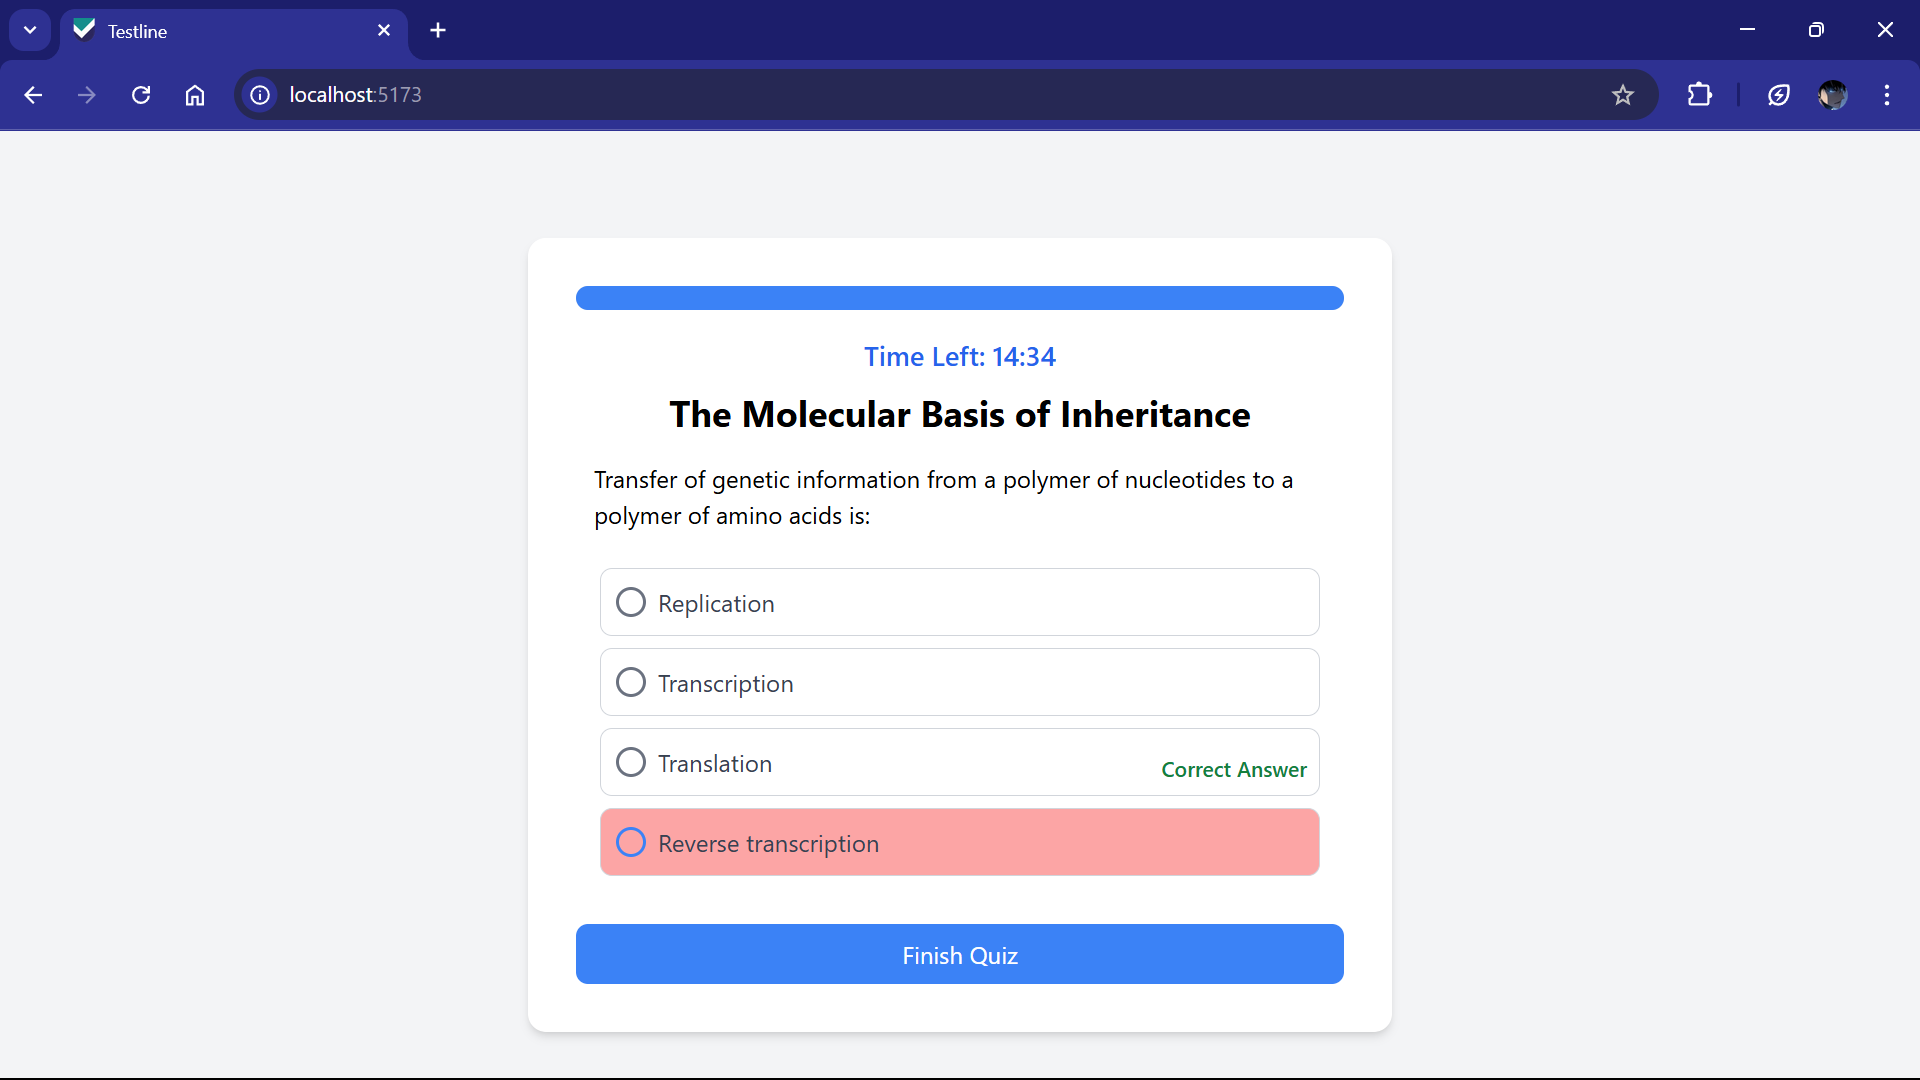 Testline
localhost:5173
Time Left: 14:34
The Molecular Basis of Inheritance
Transfer of genetic information from a polymer of nucleotides to a
polymer of amino acids is:
Replication
Transcription
Translation
Correct Answer
Reverse transcription
Finish Quiz